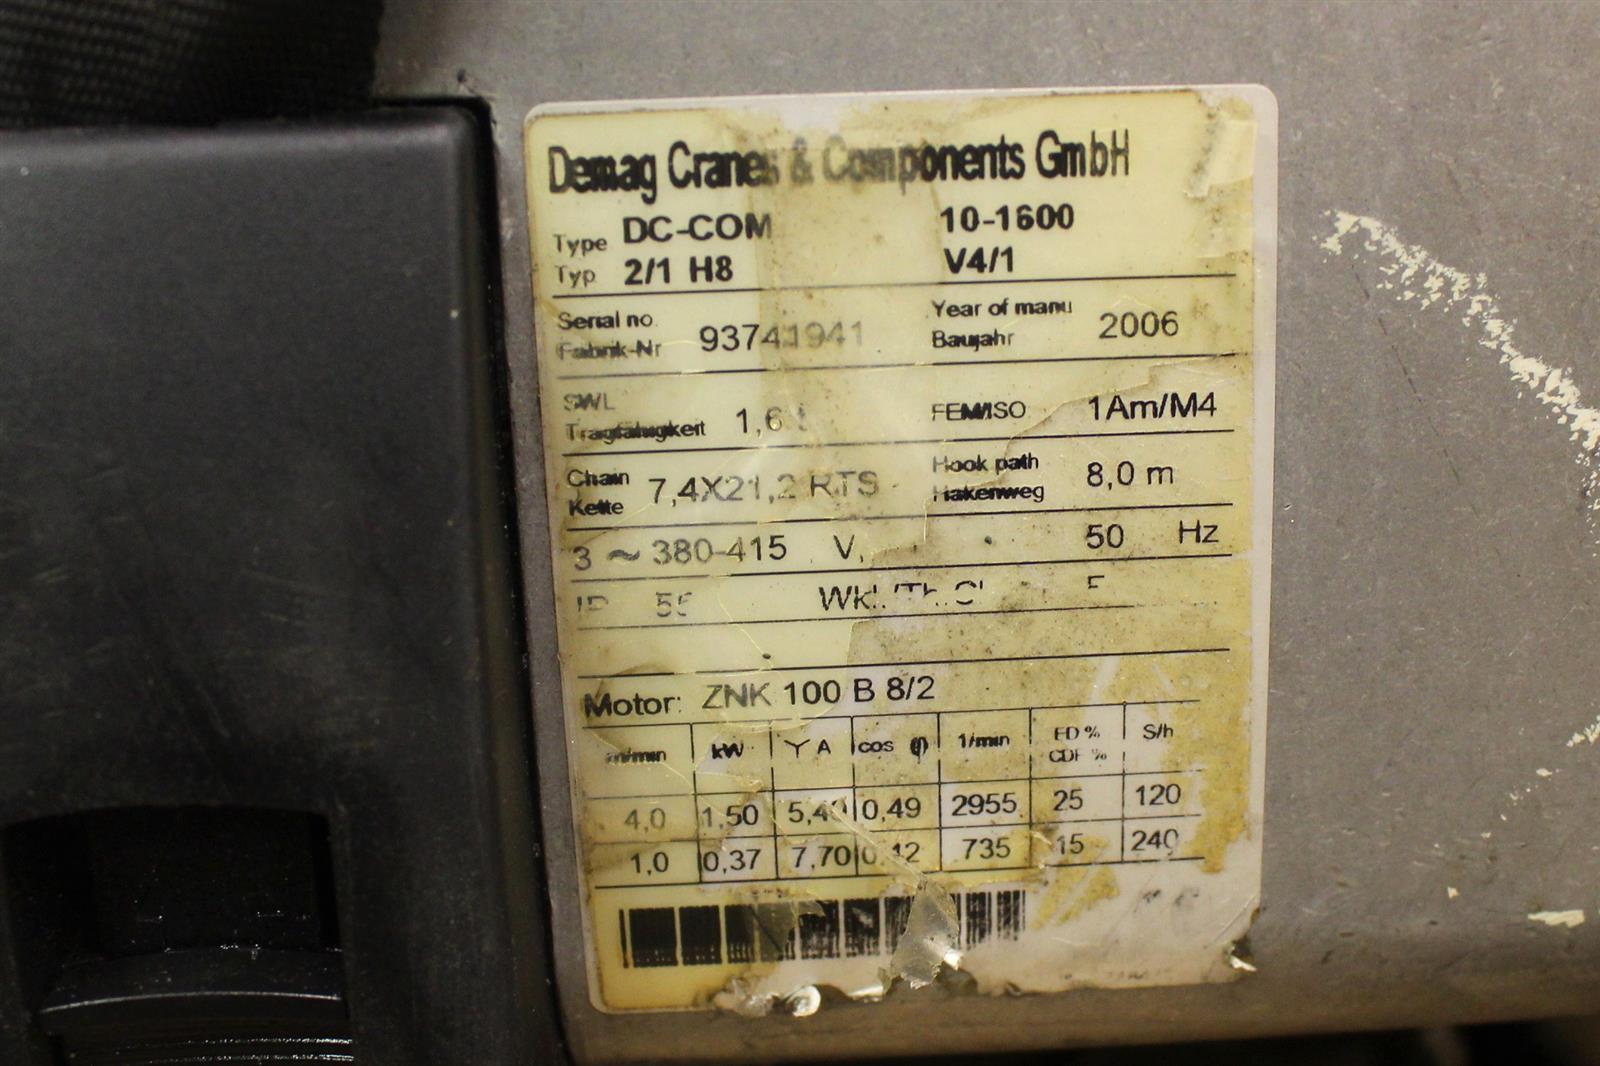 Demag Cranes & Components GmbH
Type DC-COM 10-1600
Typ 2/1 H8 V4/1
Serial no. Year of manu
Fabrik-Nr 93741941 Baujahr 2006
SWL
Tragfähigkeit 1,6 t FEM/ISO 1Am/M4
Chain Hook path
Kette 7,4X21,2 RTS Hakenweg 8,0 m
3 ~ 380-415 V, 50 Hz
IP 55
Motor: ZNK 100 B 8/2
m/min kW Y A cos φ 1/min ED % S/h
CDF %
4,0 1,50 0,49 2955 25 120
1,0 0,37 7,70 735 15 240